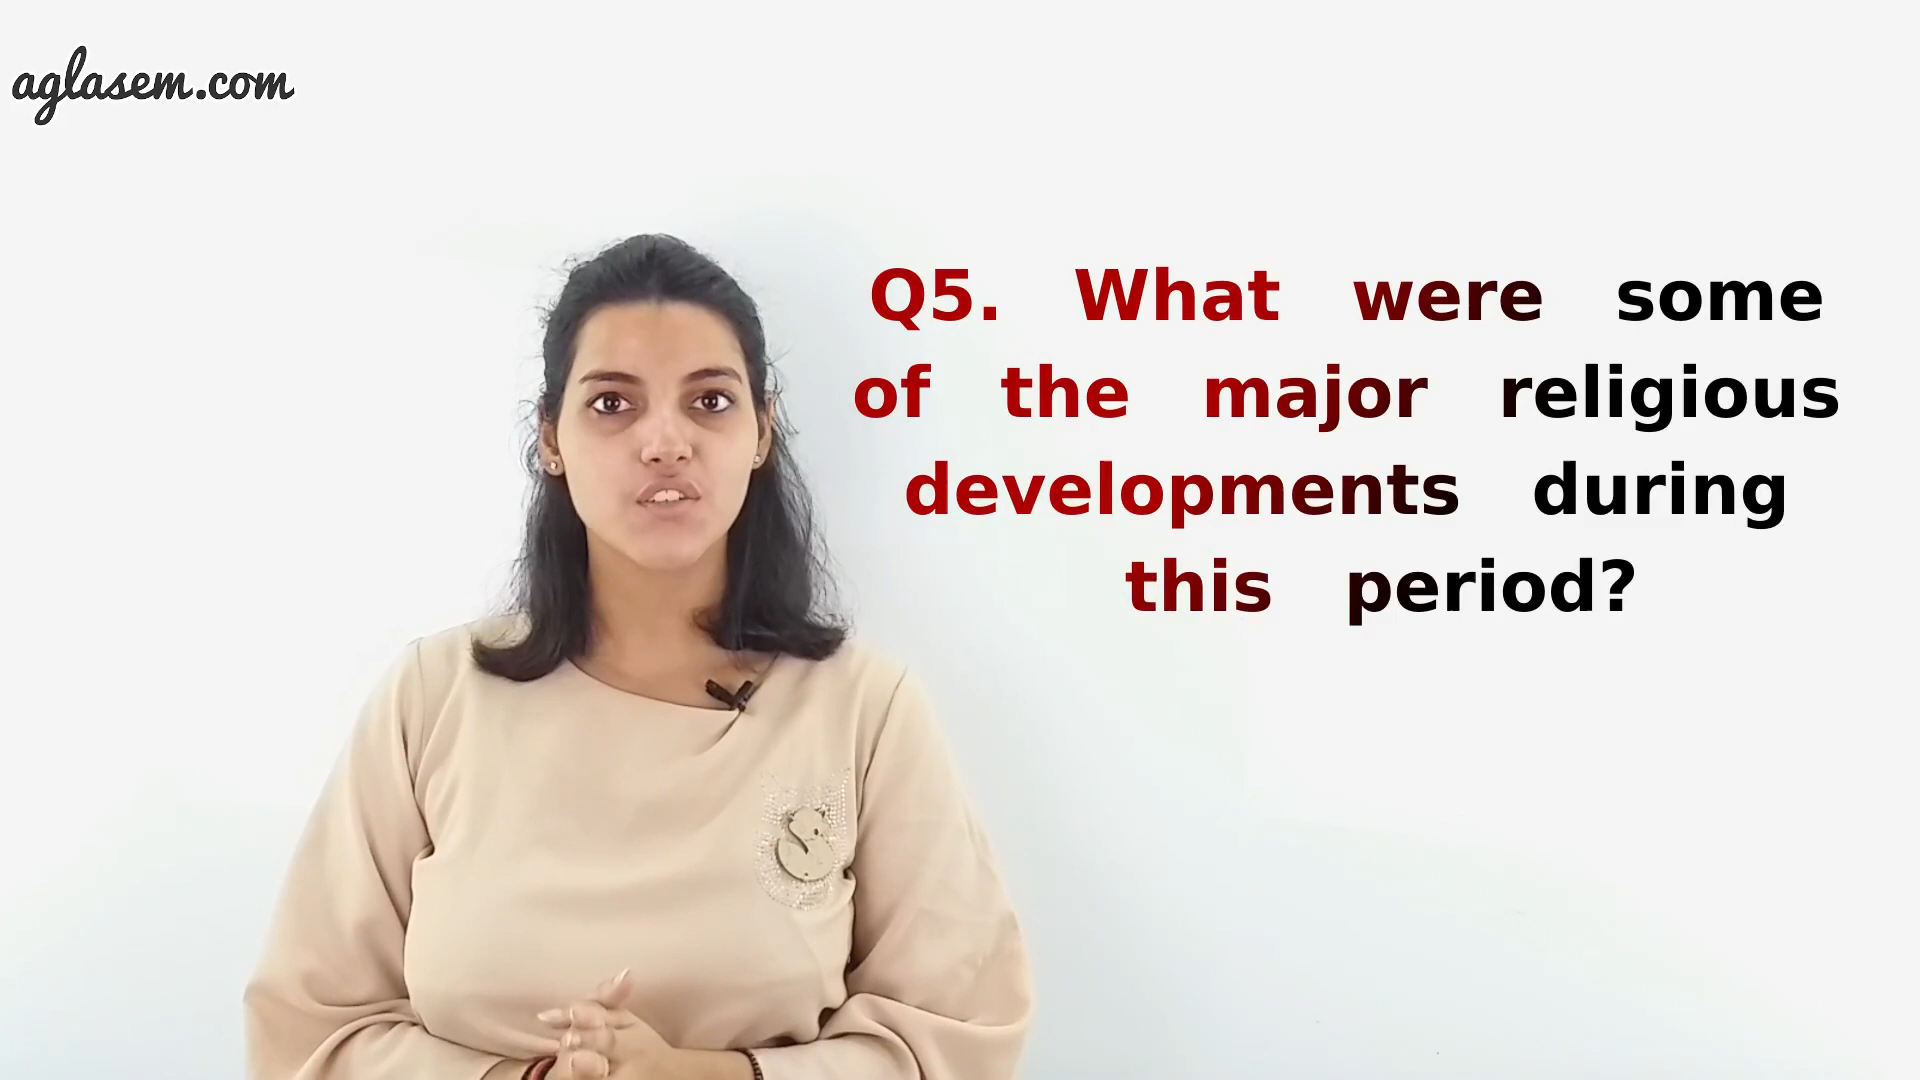 aglasem.com
Q5. What were some
of the major religious
developments during
this period?